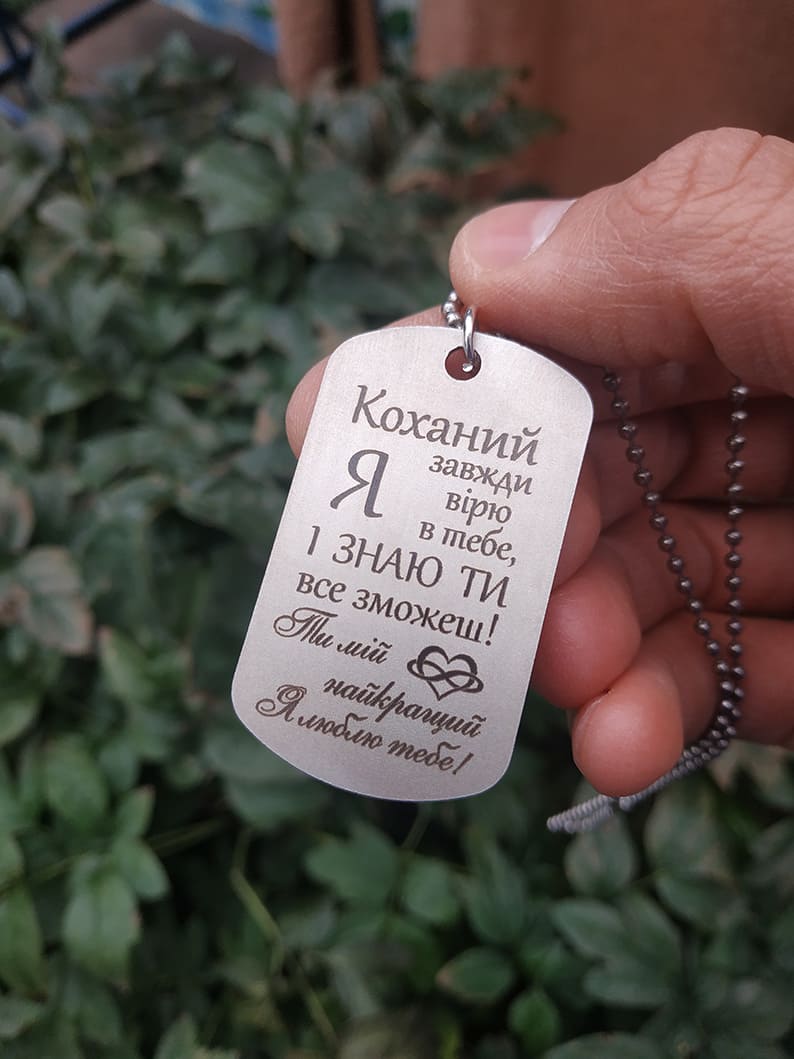 Коханий
Я завжди
вірю
в тебе,
І ЗНАЮ ТИ
все зможеш!
Ти мій
найкращий
Я люблю тебе!